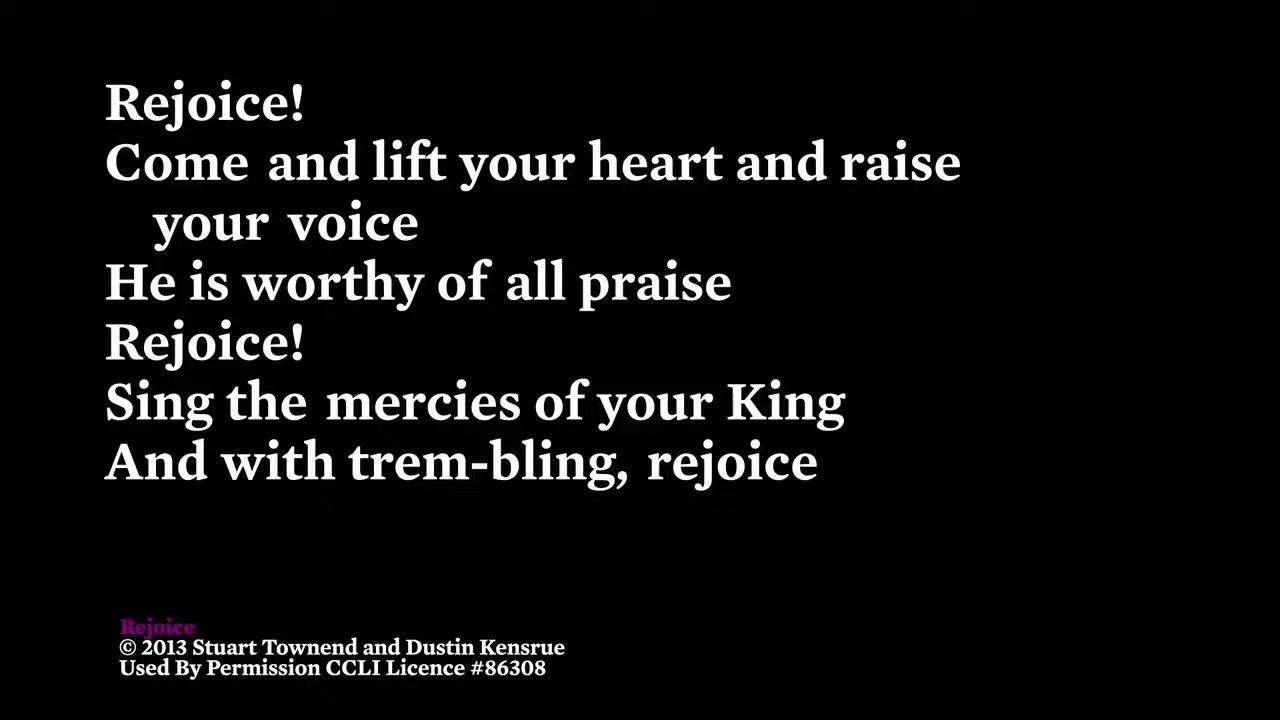 Rejoice!
Come and lift your heart and raise
your voice
He is worthy of all praise
Rejoice!
Sing the mercies of your King
And with trem-bling, rejoice
Rejoice
© 2013 Stuart Townend and Dustin Kensrue
Used By Permission CCLI Licence #86308